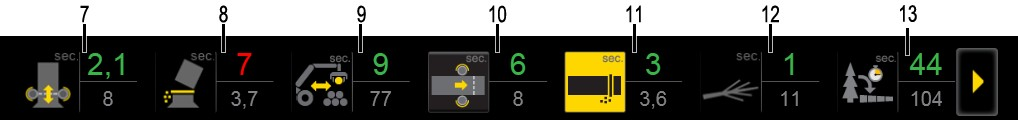 7 8 9 10 11 12 13
sec. 2,1 sec. 7 sec. 9 sec. 6 sec. 3 sec. 1 sec. 44
8 3,7 77 8 3,6 11 104